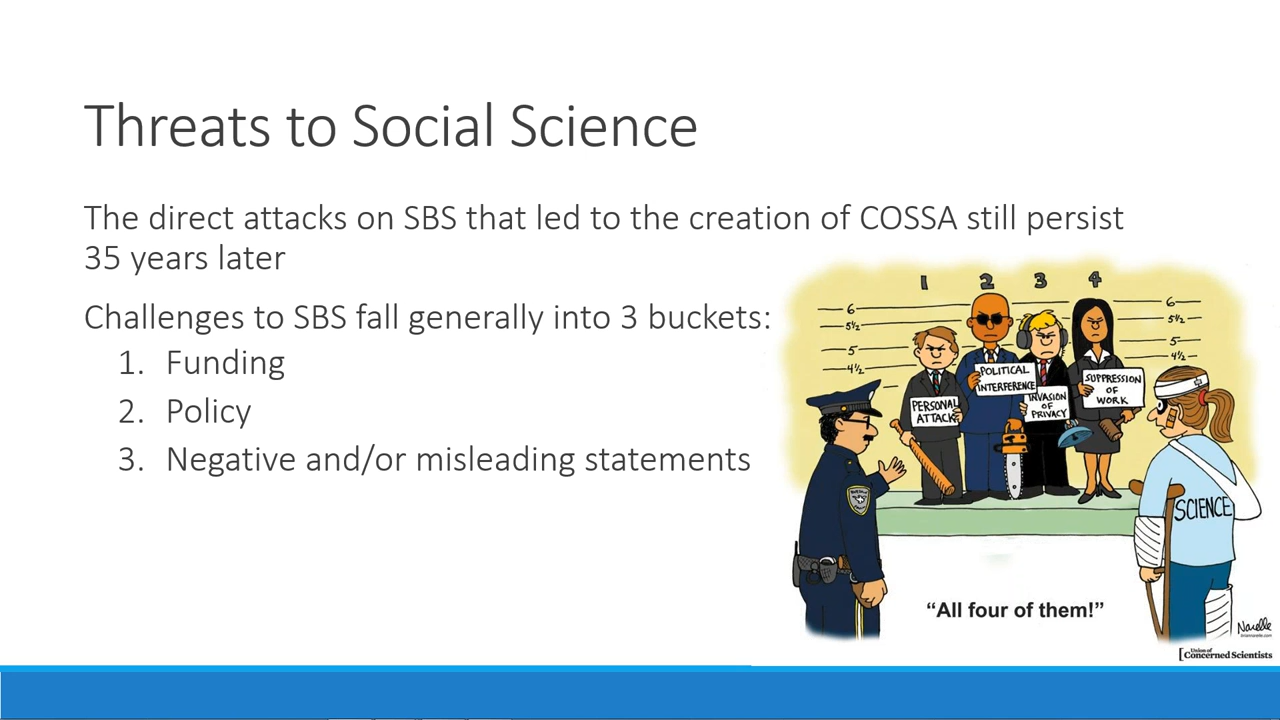 Threats to Social Science
The direct attacks on SBS that led to the creation of COSSA still persist
35 years later
Challenges to SBS fall generally into 3 buckets:
1. Funding
2. Policy
3. Negative and/or misleading statements
1 2 3 4
6 6
5½ 5½
5 5
4½ 4½
PERSONAL
ATTACK
POLITICAL
INTERFERENCE
INVASION
OF
PRIVACY
SUPPRESSION
OF
WORK
SCIENCE
“All four of them!”
Narelle
Union of
Concerned Scientists